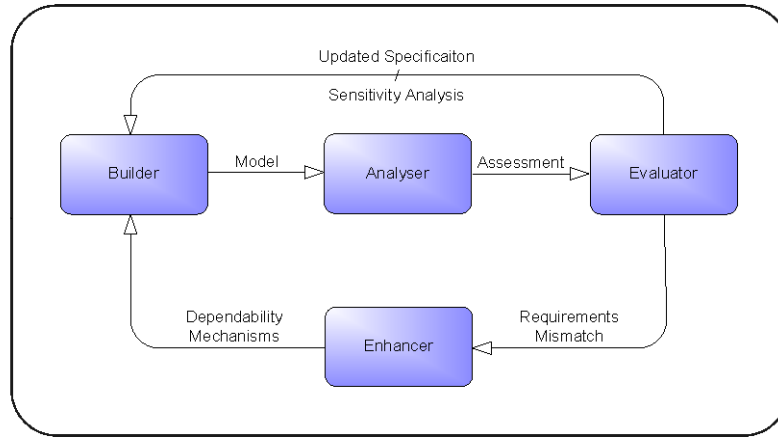 Updated Specificaiton
Sensitivity Analysis
Builder
Model
Analyser
Assessment
Evaluator
Dependability
Mechanisms
Enhancer
Requirements
Mismatch